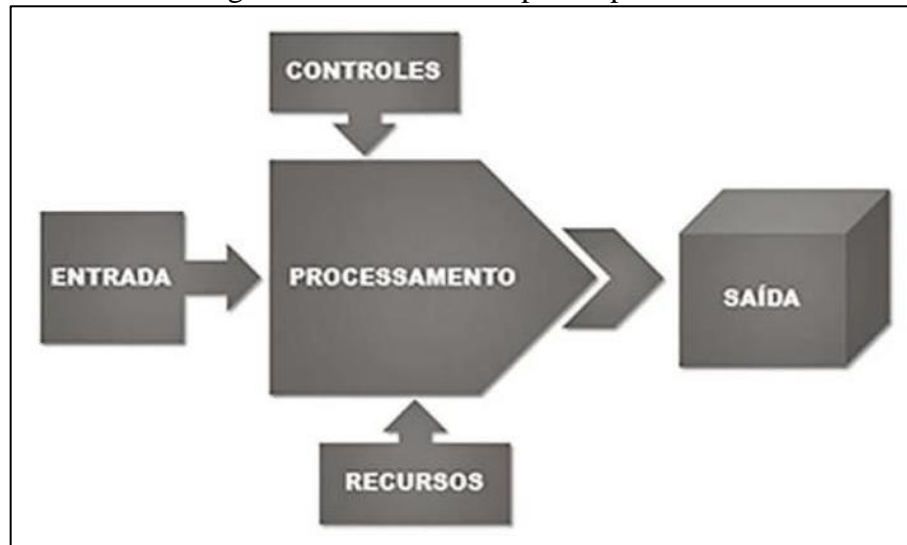 CONTROLES
ENTRADA
PROCESSAMENTO
SAÍDA
RECURSOS